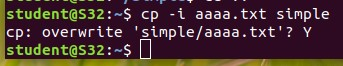 student@S32:~$ cp -i aaaa.txt simple
cp: overwrite 'simple/aaaa.txt'? Y
student@S32:~$